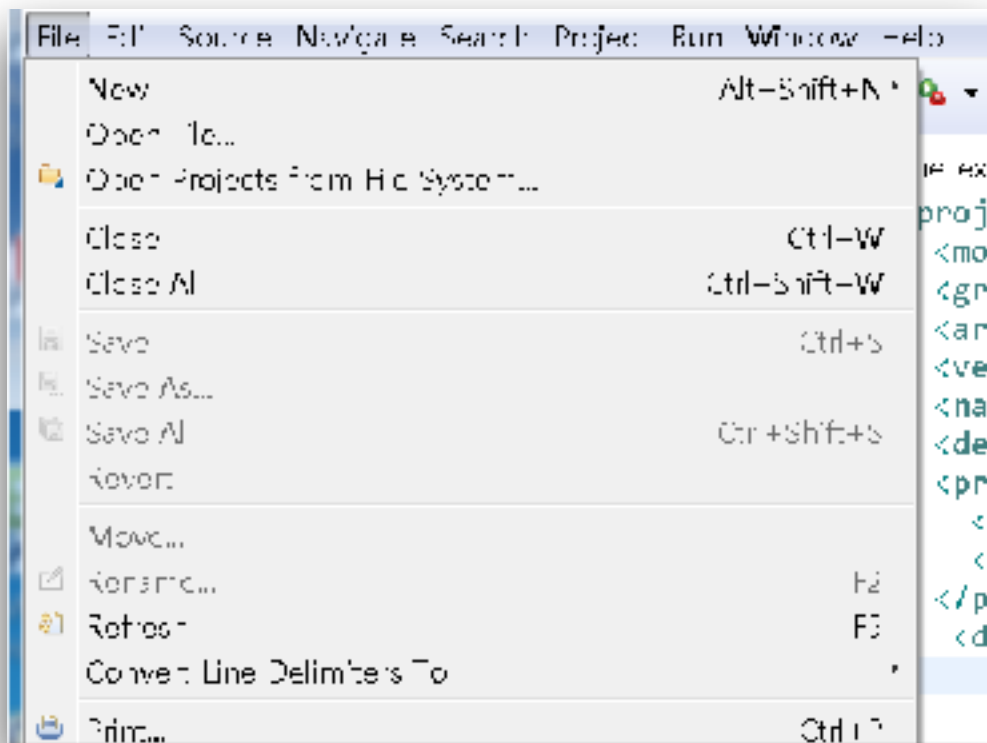 File Edit Source Navigate Search Project Run Window Help
New Alt+Shift+N
Open File...
Open Projects from File System...
Close Ctrl+W
Close All Ctrl+Shift+W
Save Ctrl+S
Save As...
Save All Ctrl+Shift+S
Revert
Move...
Rename... F2
Refresh F5
Convert Line Delimiters To
Print... Ctrl+P
proj
<mo
<gr
<ar
<ve
<na
<de
<pr
<
<
</p
<d